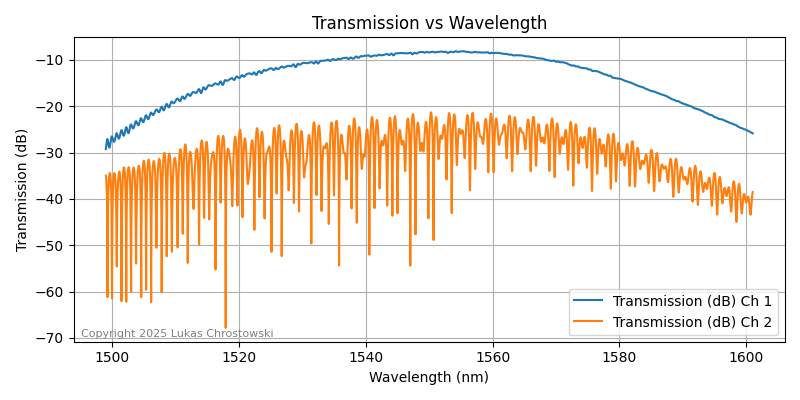 Transmission vs Wavelength
Transmission (dB)
−10
−20
−30
−40
−50
−60
−70
Transmission (dB) Ch 1
Transmission (dB) Ch 2
Copyright 2025 Lukas Chrostowski
1500 1520 1540 1560 1580 1600
Wavelength (nm)